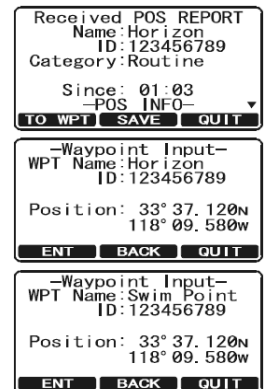 Received POS REPORT
Name:Horizon
ID:123456789
Category:Routine
Since: 01:03
—POS INFO—
TO WPT SAVE QUIT
—Waypoint Input—
WPT Name:Horizon
ID:123456789
Position: 33°37.120N
118°09.580W
ENT BACK QUIT
—Waypoint Input—
WPT Name:Swim Point
ID:123456789
Position: 33°37.120N
118°09.580W
ENT BACK QUIT